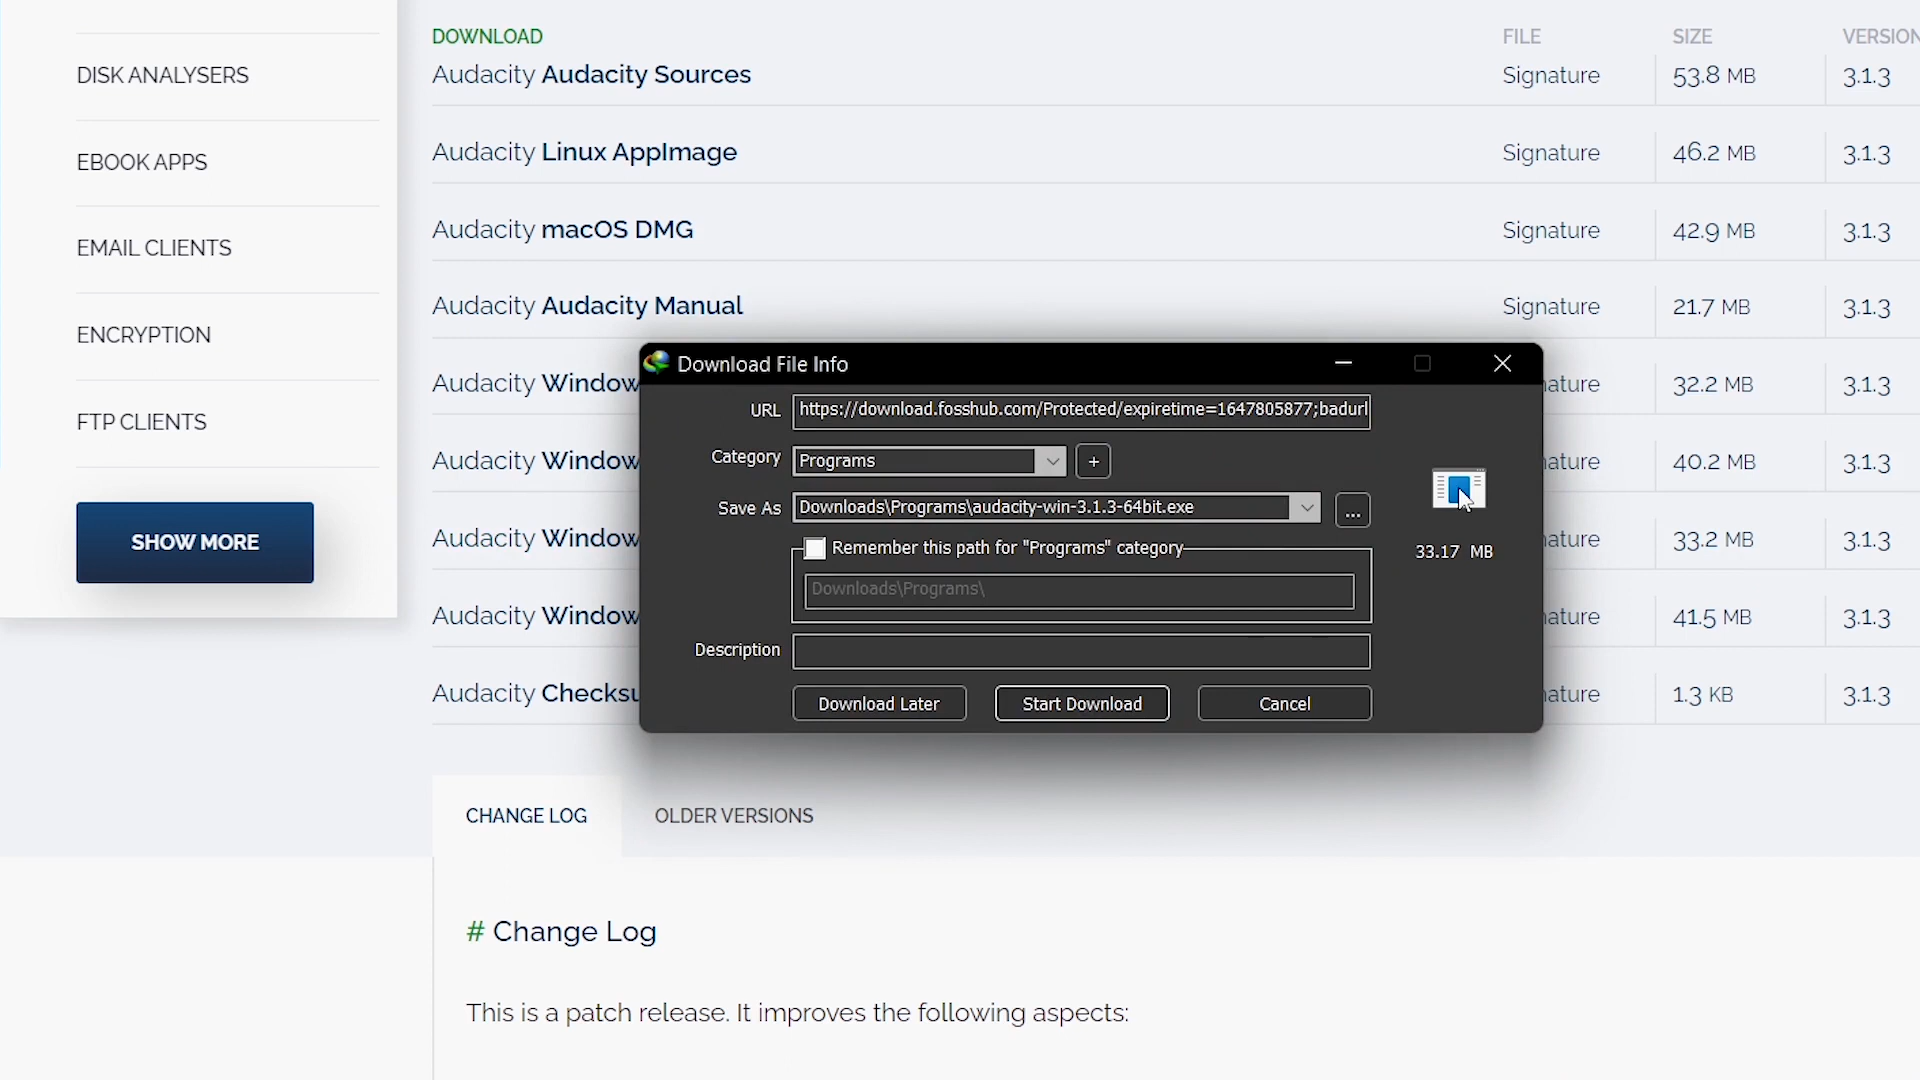 DISK ANALYSERS
EBOOK APPS
EMAIL CLIENTS
ENCRYPTION
FTP CLIENTS
SHOW MORE
DOWNLOAD FILE SIZE VERSION
Audacity Audacity Sources Signature 53.8 MB 3.1.3
Audacity Linux AppImage Signature 46.2 MB 3.1.3
Audacity macOS DMG Signature 42.9 MB 3.1.3
Audacity Audacity Manual Signature 21.7 MB 3.1.3
Audacity Window ature 32.2 MB 3.1.3
Audacity Window ature 40.2 MB 3.1.3
Audacity Window ature 33.2 MB 3.1.3
Audacity Window ature 41.5 MB 3.1.3
Audacity Checksu ature 1.3 KB 3.1.3
Download File Info
URL https://download.fosshub.com/Protected/expiretime=1647805877;badurl
Category Programs +
Save As Downloads\Programs\audacity-win-3.1.3-64bit.exe ...
33.17 MB
Remember this path for "Programs" category
Downloads\Programs\
Description
Download Later Start Download Cancel
CHANGE LOG OLDER VERSIONS
# Change Log
This is a patch release. It improves the following aspects: